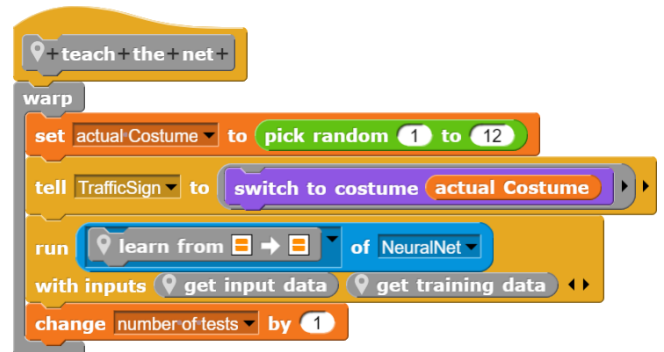 + teach + the + net +
warp
set actual Costume to pick random 1 to 12
tell TrafficSign to switch to costume actual Costume
run learn from → of NeuralNet
with inputs get input data get training data
change number of tests by 1